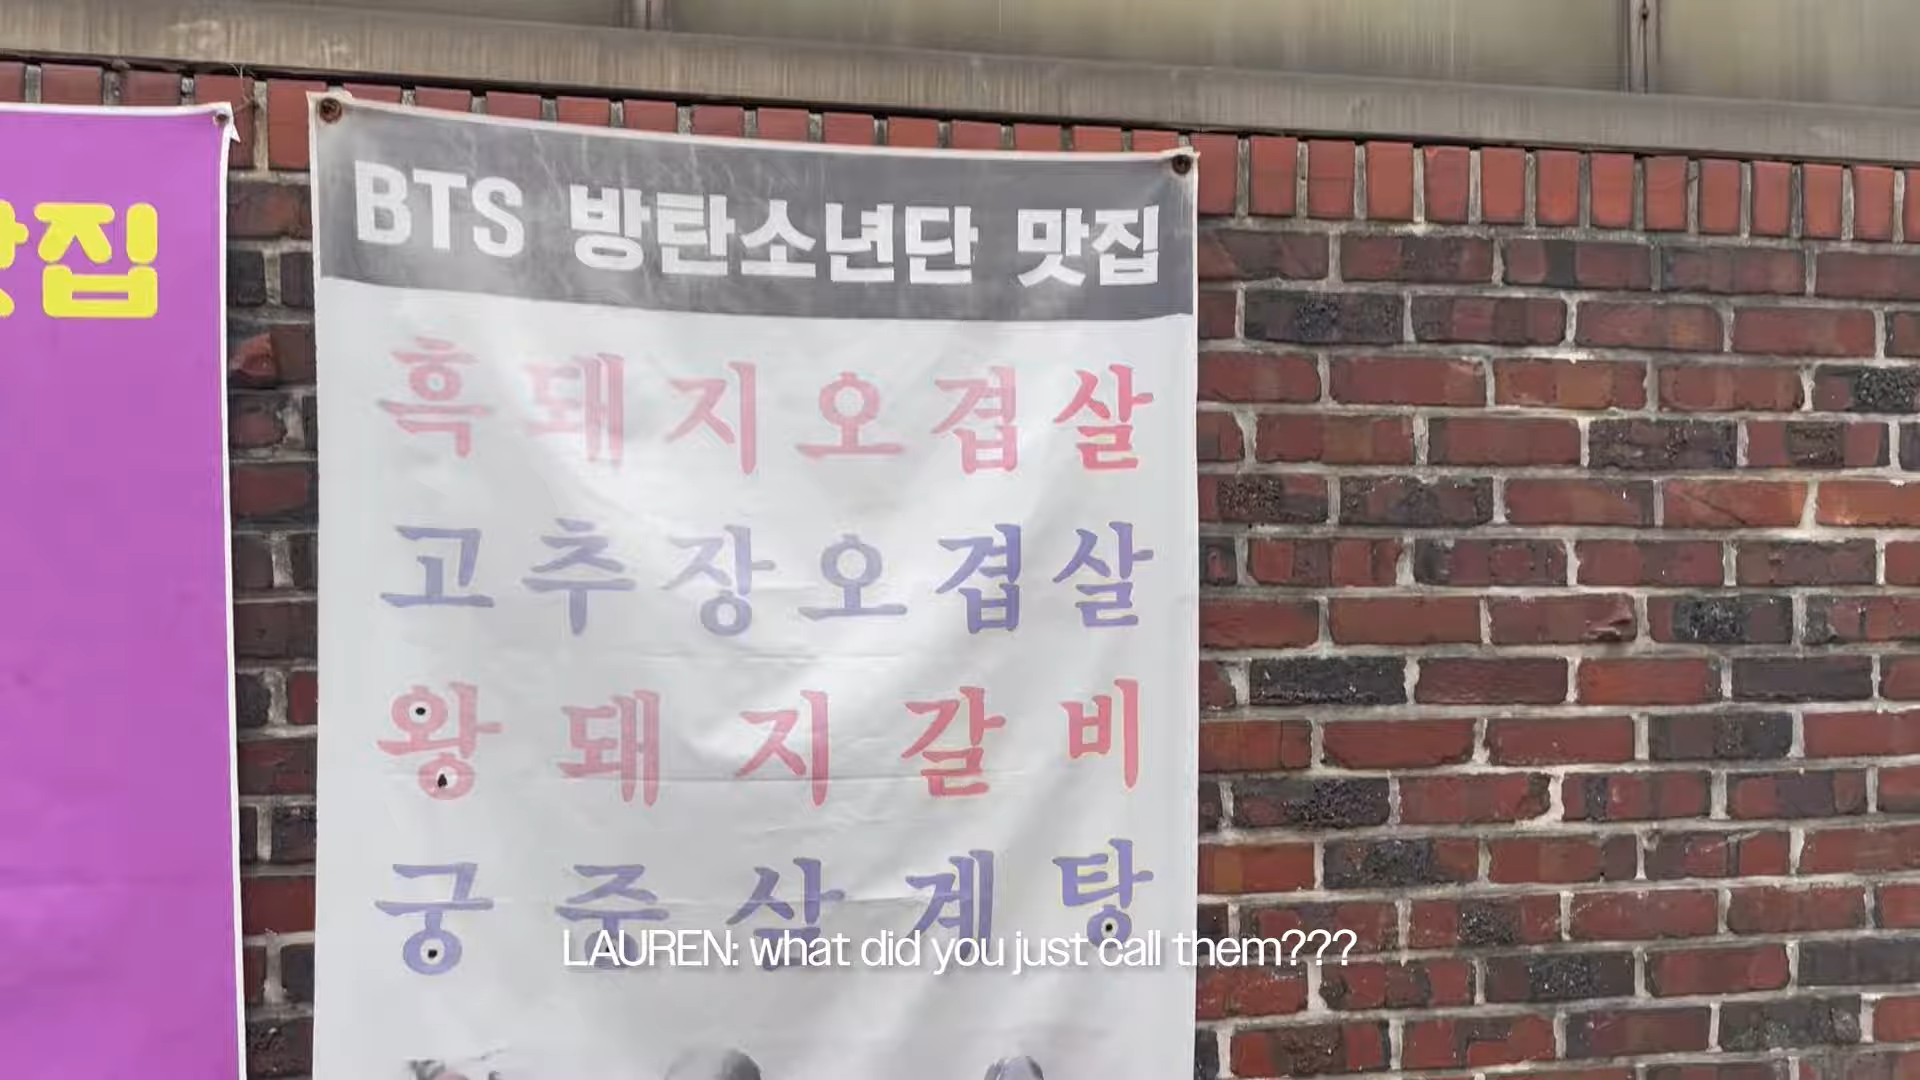 집
BTS 방탄소년단 맛집
흑돼지오겹살
고추장오겹살
왕돼지갈비
궁중삼계탕
LAUREN: what did you just call them???